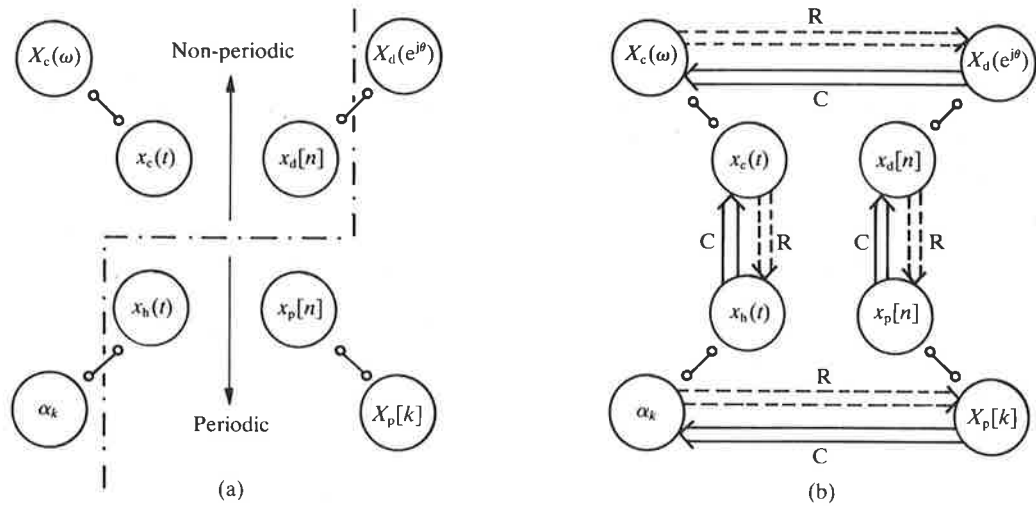 X_c(ω)
Non-periodic
X_d(e^jθ)
x_c(t)
x_d[n]
x_h(t)
x_p[n]
α_k
Periodic
X_p[k]
(a)
R
X_c(ω)
X_d(e^jθ)
C
x_c(t)
x_d[n]
C
R
C
R
x_h(t)
x_p[n]
R
α_k
X_p[k]
C
(b)